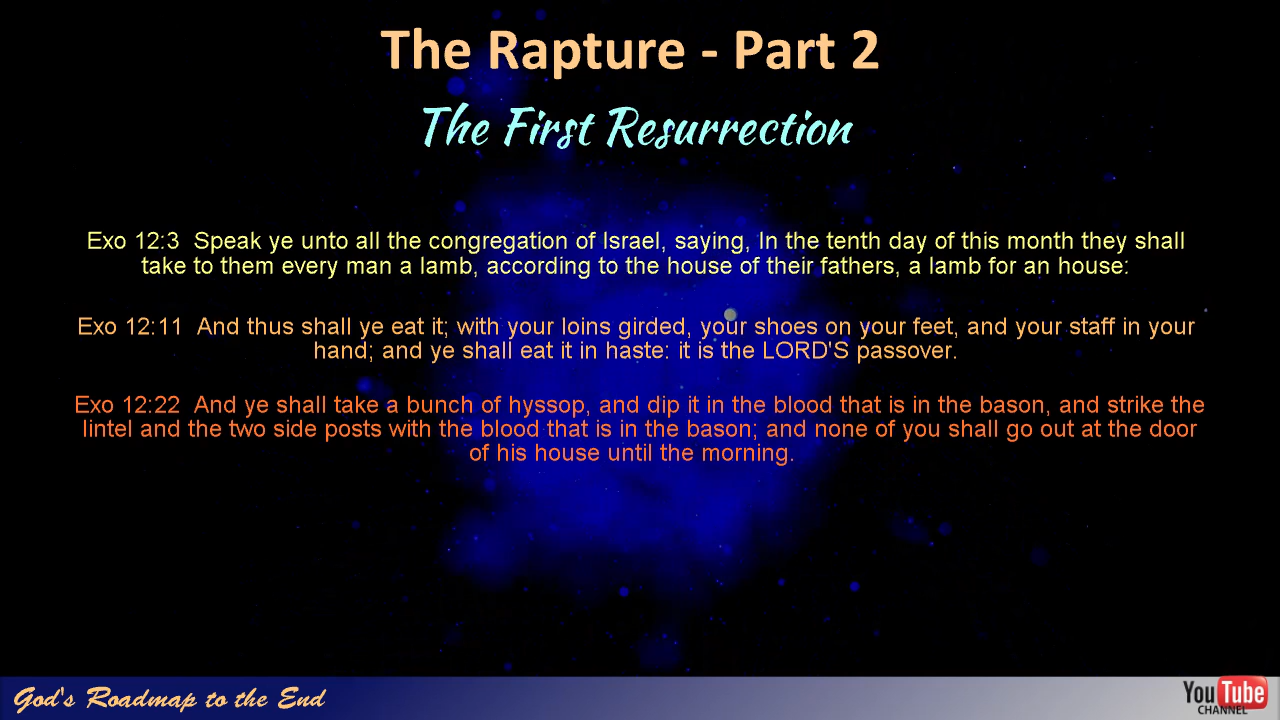 The Rapture - Part 2
The First Resurrection
Exo 12:3  Speak ye unto all the congregation of Israel, saying, In the tenth day of this month they shall
take to them every man a lamb, according to the house of their fathers, a lamb for an house:
Exo 12:11  And thus shall ye eat it; with your loins girded, your shoes on your feet, and your staff in your
hand; and ye shall eat it in haste: it is the LORD'S passover.
Exo 12:22  And ye shall take a bunch of hyssop, and dip it in the blood that is in the bason, and strike the
lintel and the two side posts with the blood that is in the bason; and none of you shall go out at the door
of his house until the morning.
God's Roadmap to the End
YouTube
CHANNEL